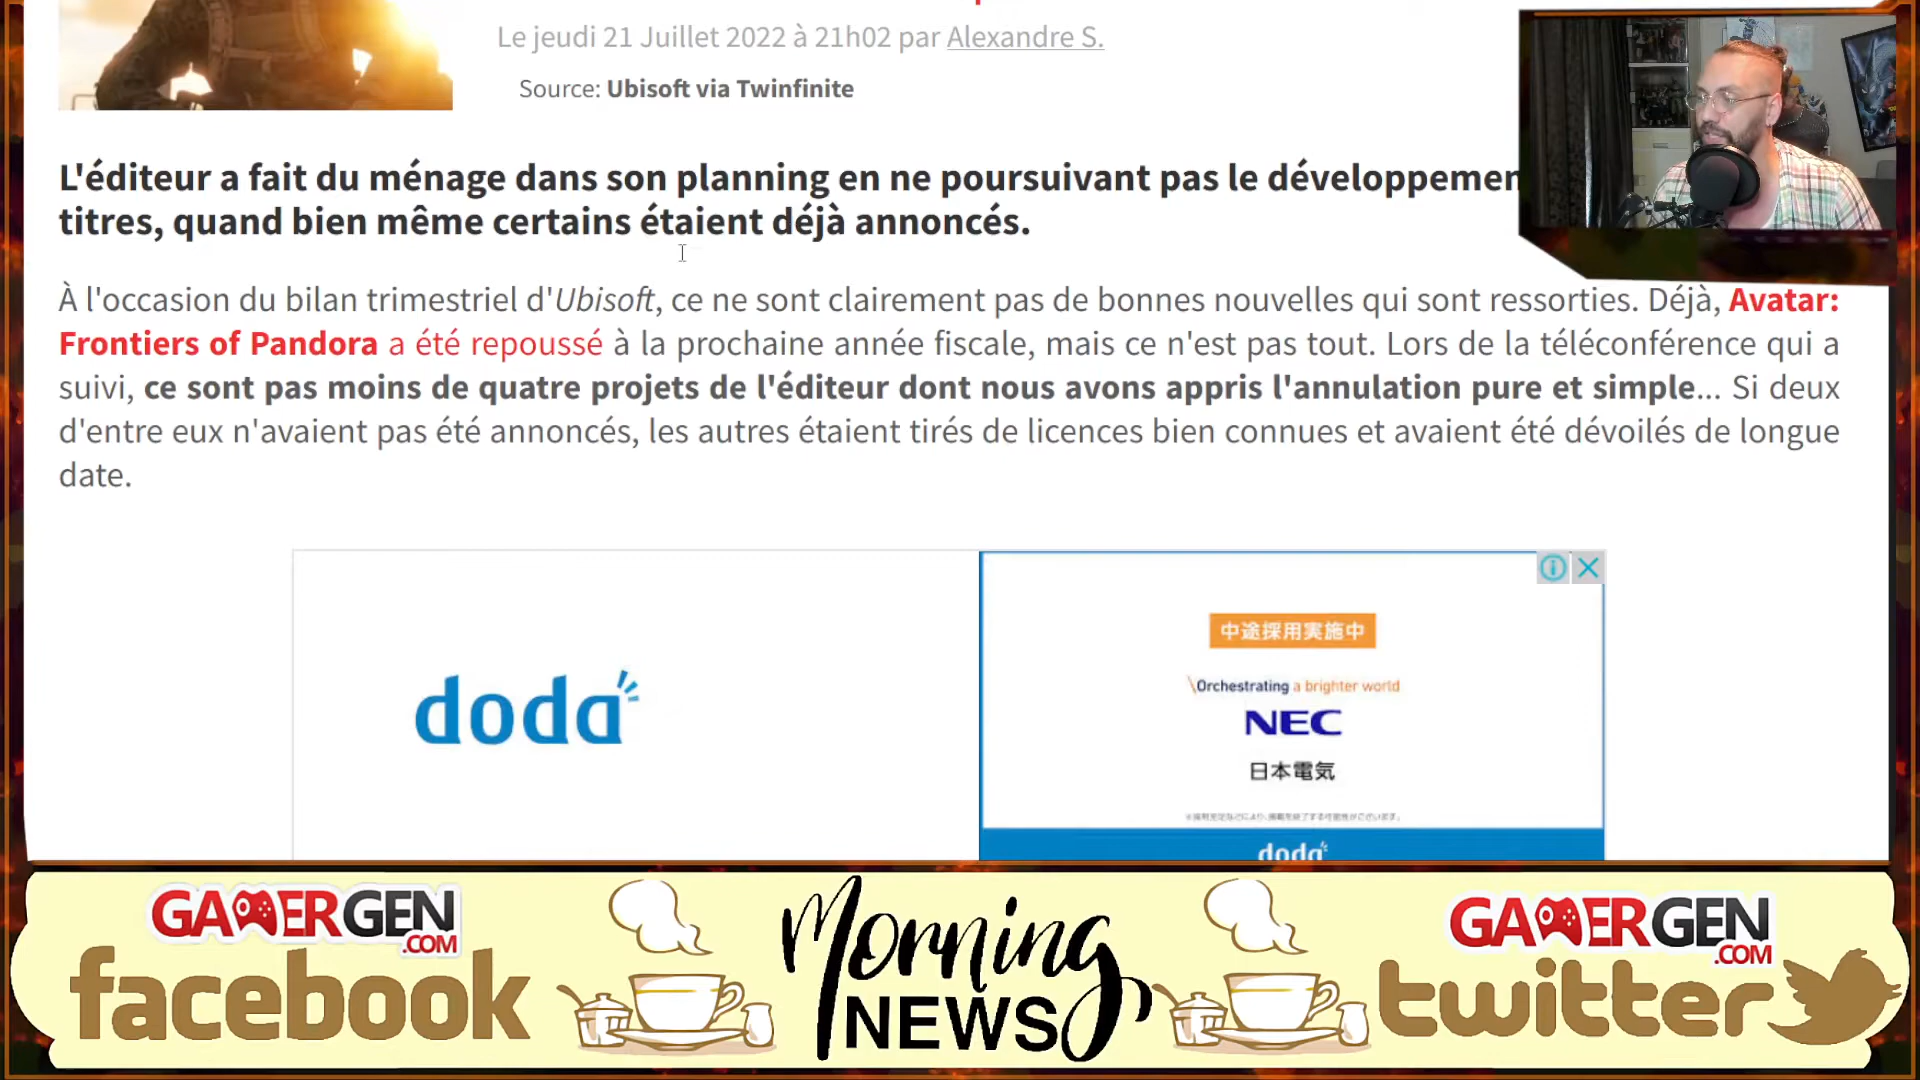 Le jeudi 21 Juillet 2022 à 21h02 par Alexandre S.
Source: Ubisoft via Twinfinite
L'éditeur a fait du ménage dans son planning en ne poursuivant pas le développemen
titres, quand bien même certains étaient déjà annoncés.
À l'occasion du bilan trimestriel d'Ubisoft, ce ne sont clairement pas de bonnes nouvelles qui sont ressorties. Déjà, Avatar:
Frontiers of Pandora a été repoussé à la prochaine année fiscale, mais ce n'est pas tout. Lors de la téléconférence qui a
suivi, ce sont pas moins de quatre projets de l'éditeur dont nous avons appris l'annulation pure et simple... Si deux
d'entre eux n'avaient pas été annoncés, les autres étaient tirés de licences bien connues et avaient été dévoilés de longue
date.
doda
中途採用実施中
\Orchestrating a brighter world
NEC
日本電気
doda
GAMERGEN
.COM
facebook
Morning
NEWS
GAMERGEN
.COM
twitter